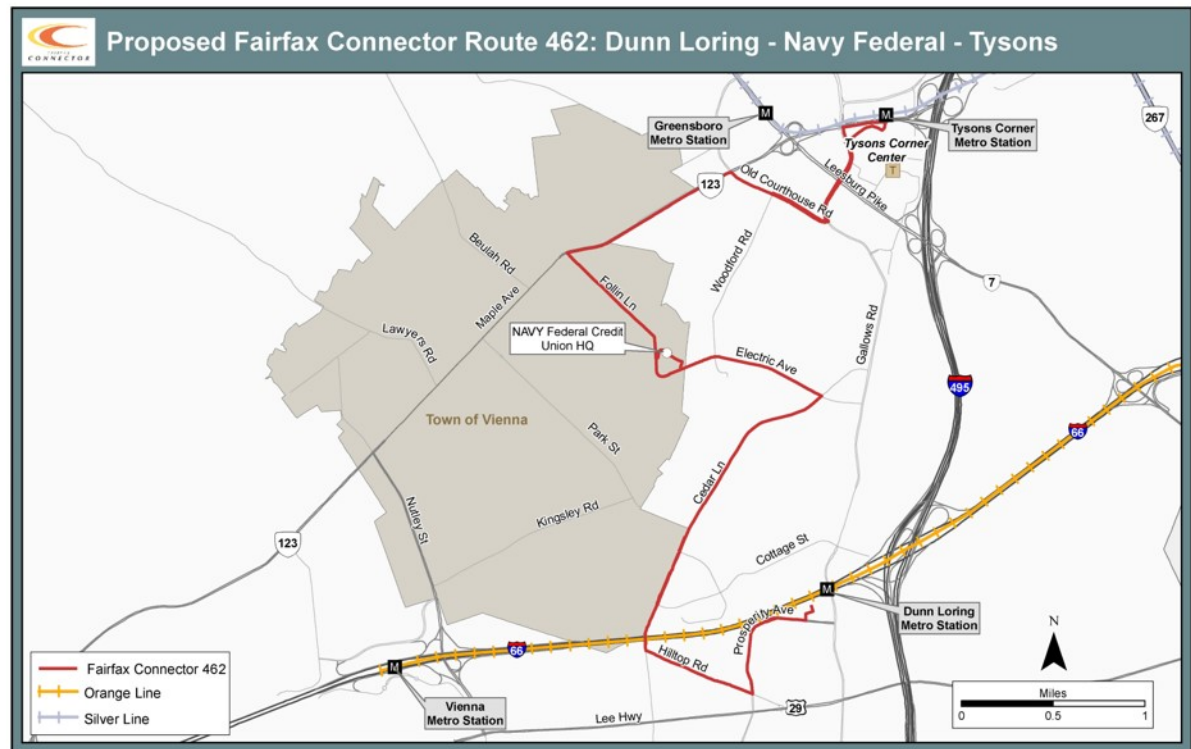 FAIRFAX
CONNECTOR
Proposed Fairfax Connector Route 462: Dunn Loring - Navy Federal - Tysons
Greensboro
Metro Station
M
M
Tysons Corner
Metro Station
267
Tysons Corner
Center
T
123
Old Courthouse Rd
Leesburg Pike
Beulah Rd
Woodford Rd
7
Maple Ave
Follin Ln
Lawyers Rd
NAVY Federal Credit
Union HQ
Electric Ave
Gallows Rd
495
Town of Vienna
Park St
66
Cedar Ln
Nutley St
Kingsley Rd
123
Cottage St
M
Dunn Loring
Metro Station
Prosperity Ave
66
Hilltop Rd
M
Vienna
Metro Station
Lee Hwy
29
N
Fairfax Connector 462
Orange Line
Silver Line
Miles
0 0.5 1